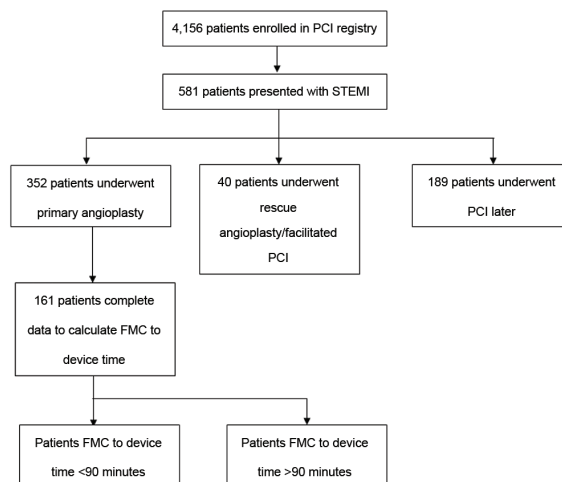 4,156 patients enrolled in PCI registry
581 patients presented with STEMI
352 patients underwent
primary angioplasty
40 patients underwent
rescue
angioplasty/facilitated
PCI
189 patients underwent
PCI later
161 patients complete
data to calculate FMC to
device time
Patients FMC to device
time <90 minutes
Patients FMC to device
time >90 minutes